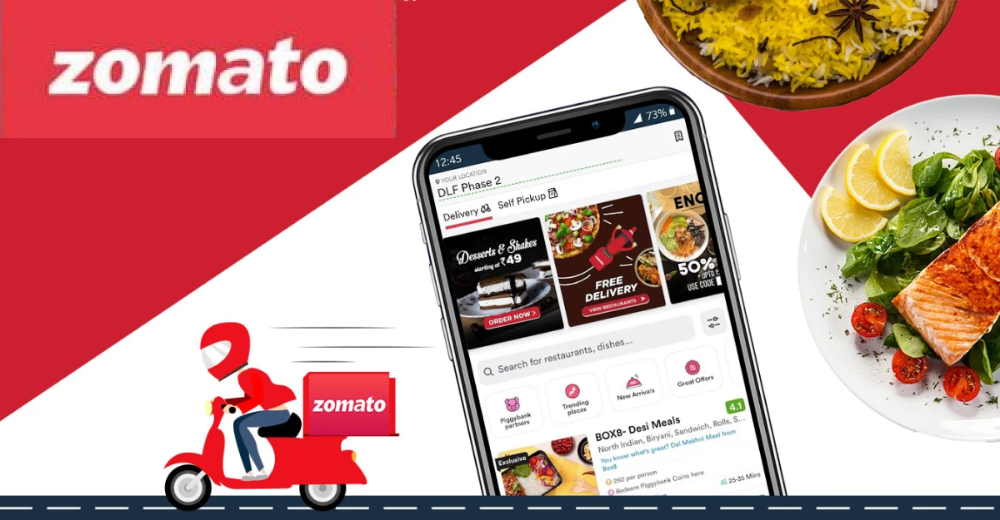 zomato
12:45
73%
YOUR LOCATION
DLF Phase 2
Delivery
Self Pickup
Desserts & Shakes
starting at ₹49
ORDER NOW >
FREE
DELIVERY
VIEW RESTAURANTS
50%
UPTO ₹
USE CODE
Search for restaurants, dishes...
Piggybank
partners
Trending
places
New Arrivals
Great Offers
BOX8- Desi Meals
4.1
North Indian, Biryani, Sandwich, Rolls, S...
You know what's great? Dal Makhni Meal from
Box8
Exclusive
250 per person
Redeem Piggybank Coins here
25-35 Mins
zomato